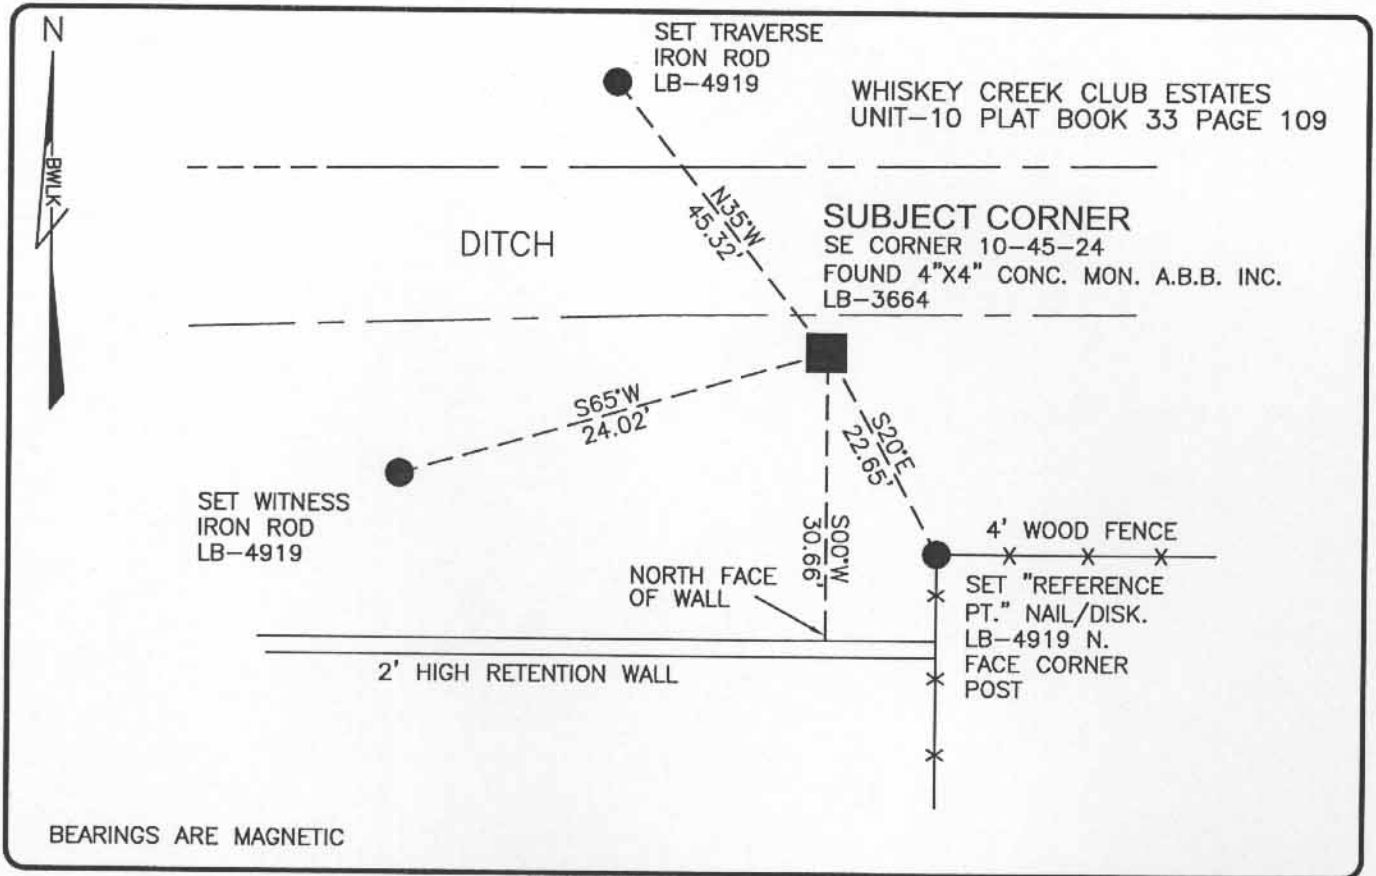 N
BWLK
SET TRAVERSE
IRON ROD
LB-4919
WHISKEY CREEK CLUB ESTATES
UNIT-10 PLAT BOOK 33 PAGE 109
N35°W
45.32'
DITCH
SUBJECT CORNER
SE CORNER 10-45-24
FOUND 4"X4" CONC. MON. A.B.B. INC.
LB-3664
S65°W
24.02'
S20°E
22.65'
S00°W
30.66'
SET WITNESS
IRON ROD
LB-4919
4' WOOD FENCE
NORTH FACE
OF WALL
SET "REFERENCE
PT." NAIL/DISK.
LB-4919 N.
FACE CORNER
POST
2' HIGH RETENTION WALL
BEARINGS ARE MAGNETIC